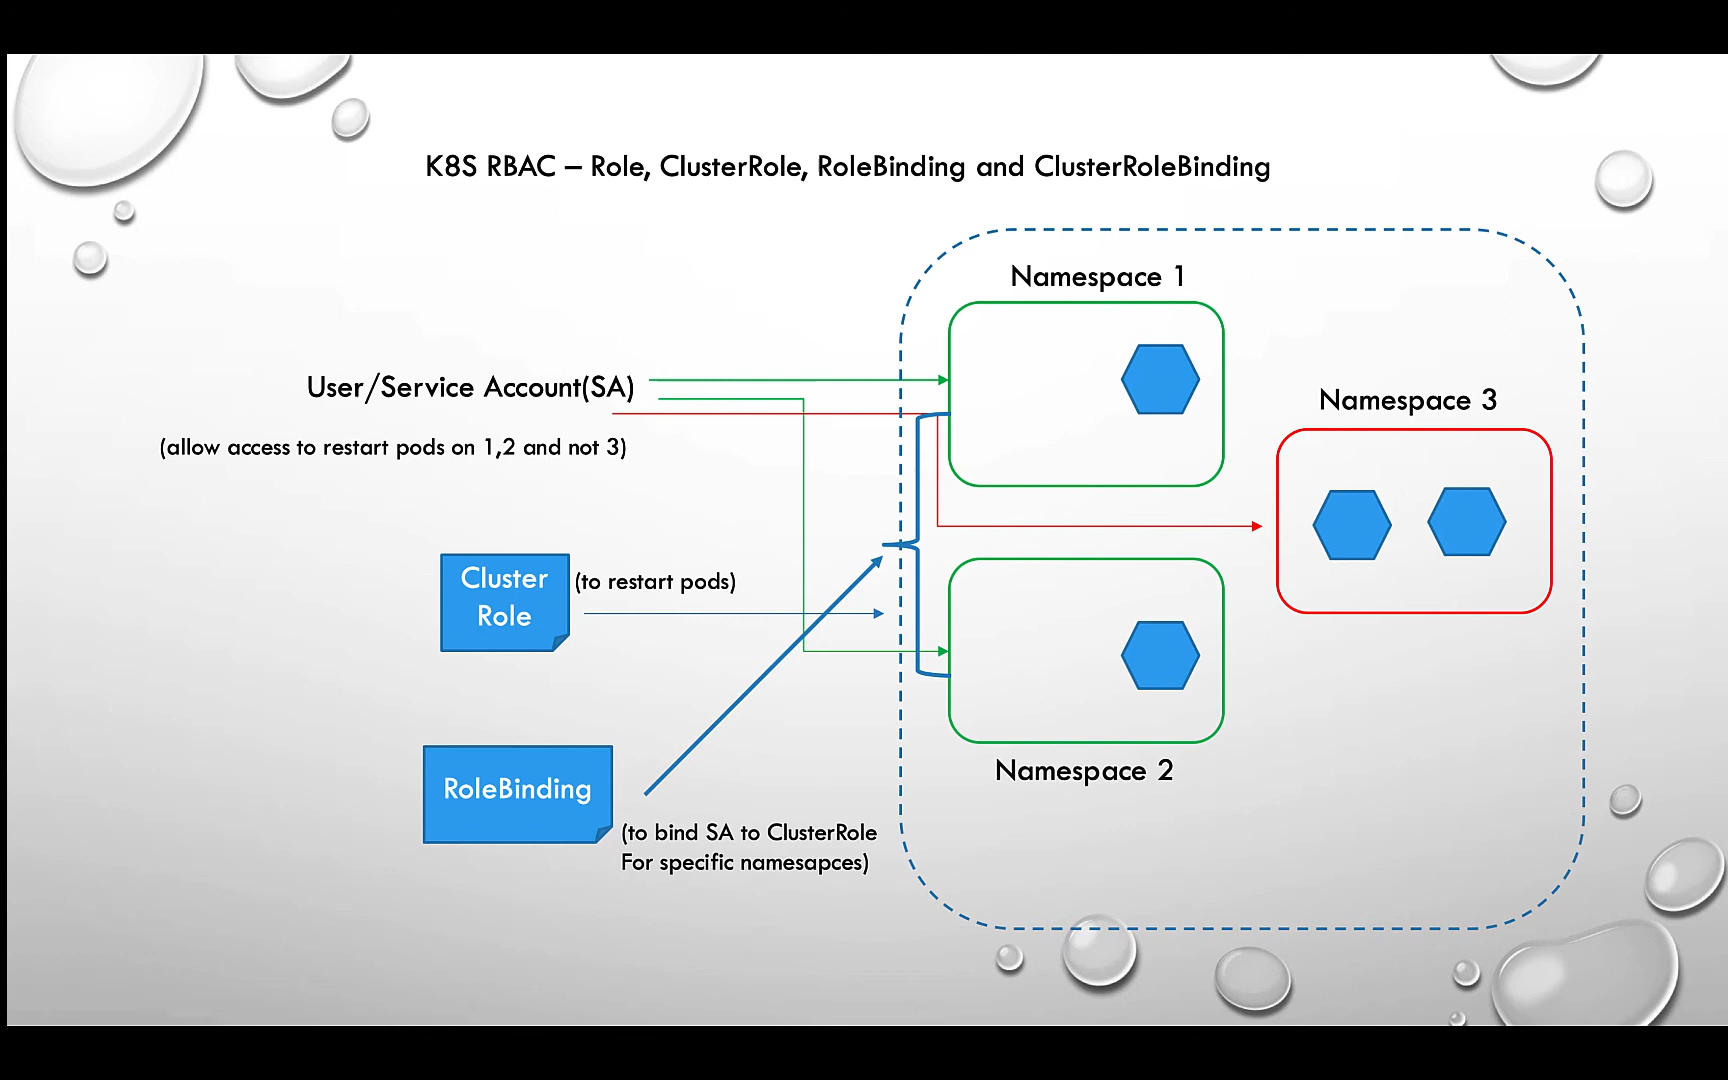 K8S RBAC – Role, ClusterRole, RoleBinding and ClusterRoleBinding
Namespace 1
User/Service Account(SA)
(allow access to restart pods on 1,2 and not 3)
Namespace 3
Cluster
Role
(to restart pods)
Namespace 2
RoleBinding
(to bind SA to ClusterRole
For specific namesapces)